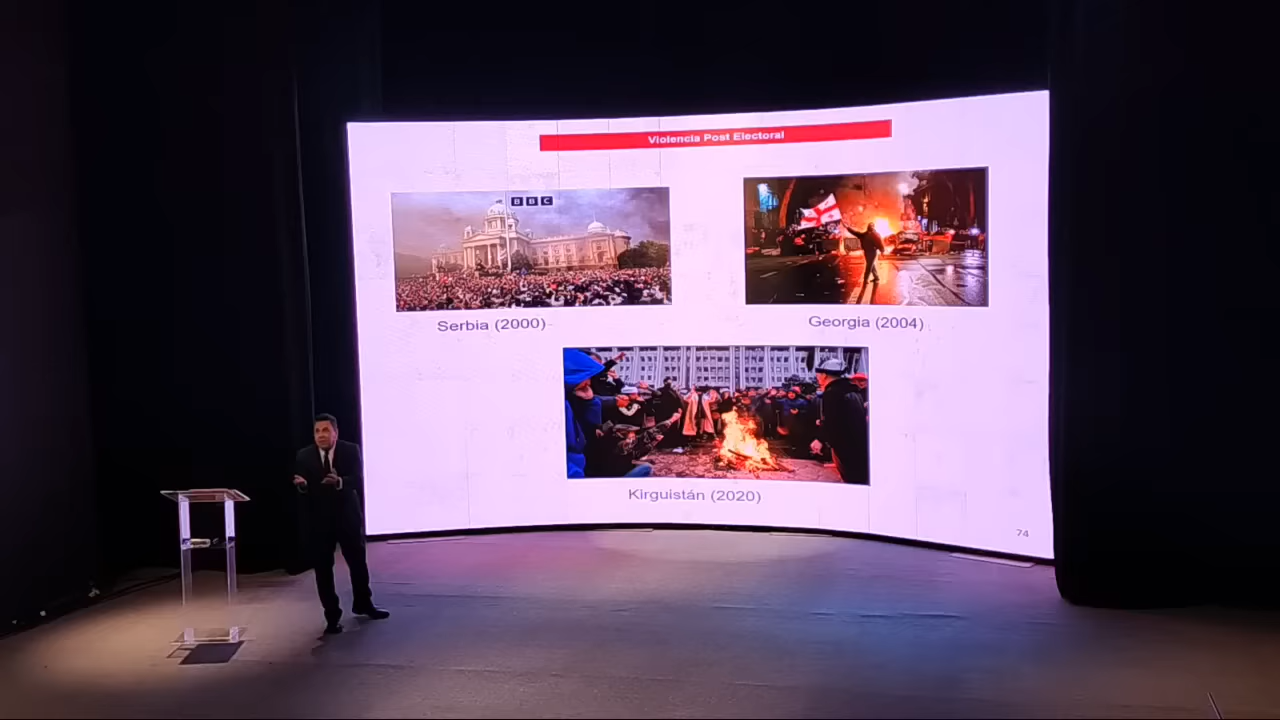 Violencia Post Electoral
BBC
Serbia (2000)
Georgia (2004)
Kirguistán (2020)
74